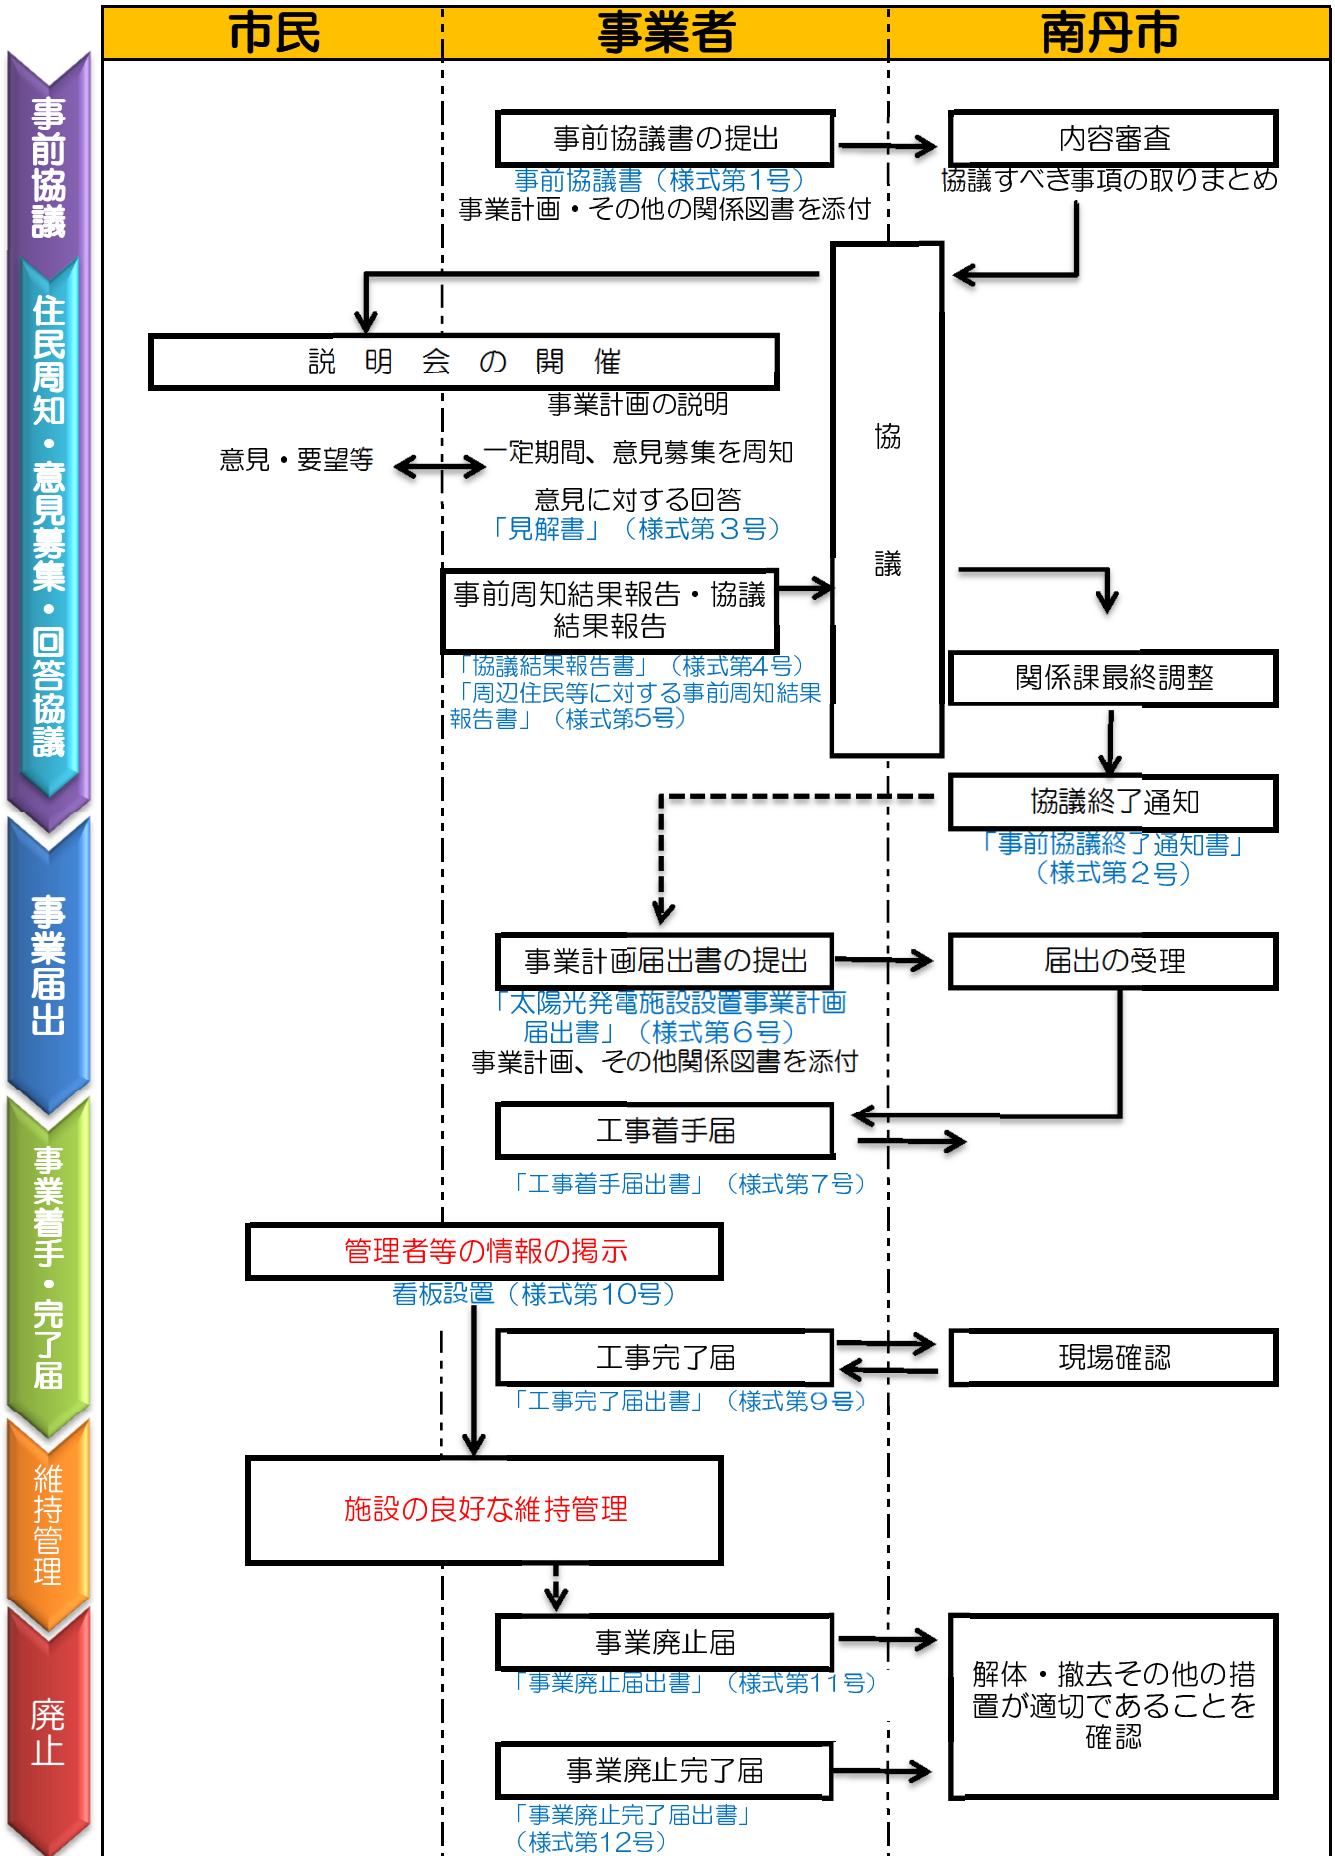 市民
事業者
南丹市
事前協議
住民周知・意見募集・回答協議
事業届出
事業着手・完了届
維持管理
廃止
事前協議書の提出
内容審査
事前協議書（様式第1号）
協議すべき事項の取りまとめ
事業計画・その他の関係図書を添付
協議
説明会の開催
事業計画の説明
意見・要望等
一定期間、意見募集を周知
意見に対する回答
「見解書」（様式第３号）
事前周知結果報告・協議
結果報告
「協議結果報告書」（様式第4号）
「周辺住民等に対する事前周知結果
報告書」（様式第5号）
関係課最終調整
協議終了通知
「事前協議終了通知書」
（様式第２号）
事業計画届出書の提出
届出の受理
「太陽光発電施設設置事業計画
届出書」（様式第６号）
事業計画、その他関係図書を添付
工事着手届
「工事着手届出書」（様式第７号）
管理者等の情報の掲示
看板設置（様式第10号）
工事完了届
現場確認
「工事完了届出書」（様式第９号）
施設の良好な維持管理
事業廃止届
「事業廃止届出書」（様式第11号）
解体・撤去その他の措
置が適切であることを
確認
事業廃止完了届
「事業廃止完了届出書」
（様式第12号）